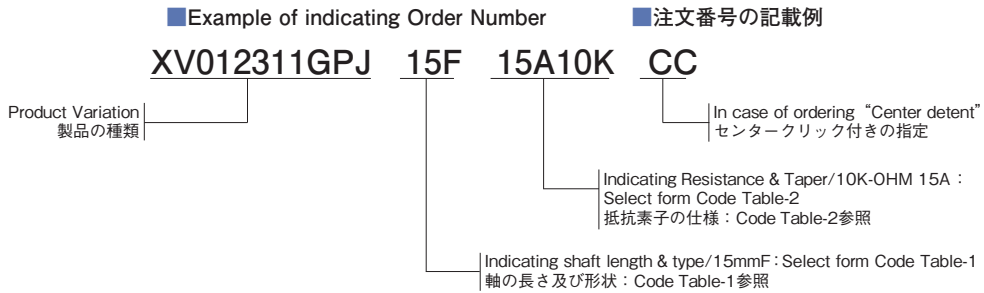 ■Example of indicating Order Number ■注文番号の記載例
XV012311GPJ 15F 15A10K CC
Product Variation
製品の種類
In case of ordering “Center detent”
センタークリック付きの指定
Indicating Resistance & Taper/10K-OHM 15A：
Select form Code Table-2
抵抗素子の仕様：Code Table-2参照
Indicating shaft length & type/15mmF：Select form Code Table-1
軸の長さ及び形状：Code Table-1参照